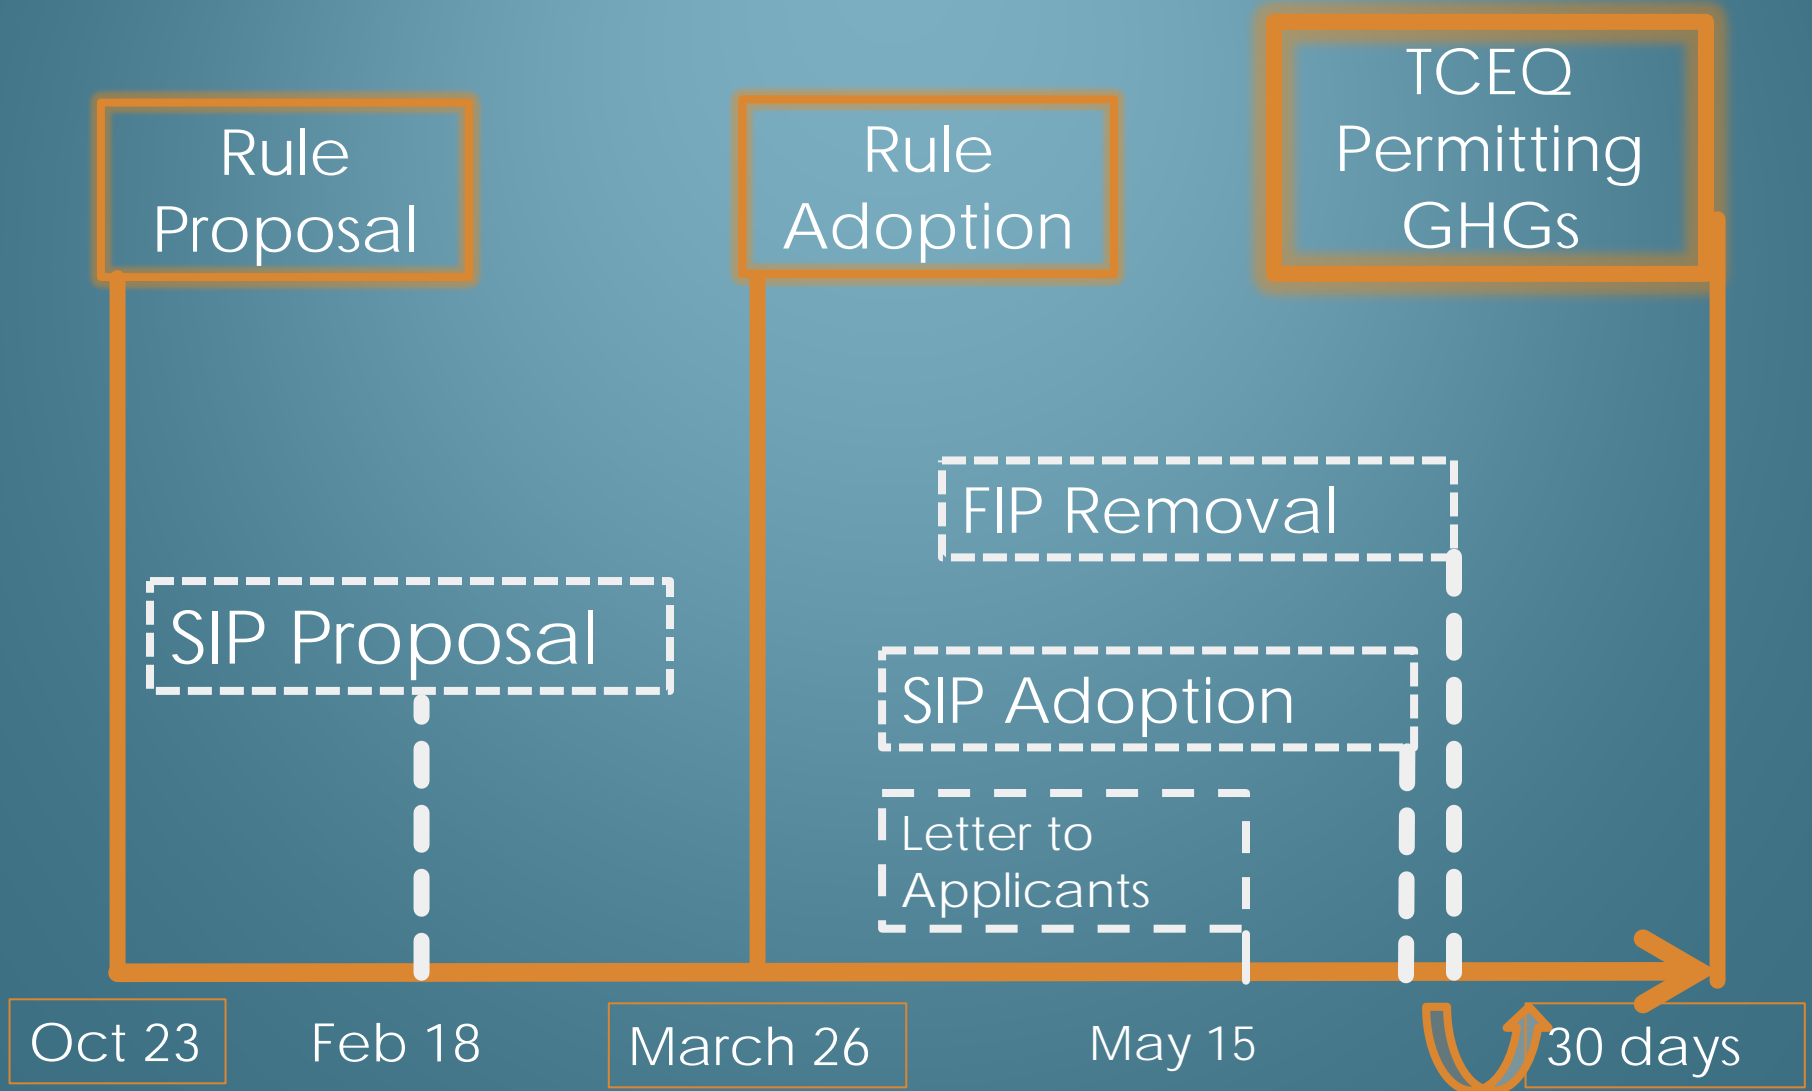 Rule
Proposal
Rule
Adoption
TCEQ
Permitting
GHGs
FIP Removal
SIP Proposal
SIP Adoption
Letter to
Applicants
Oct 23
Feb 18
March 26
May 15
30 days